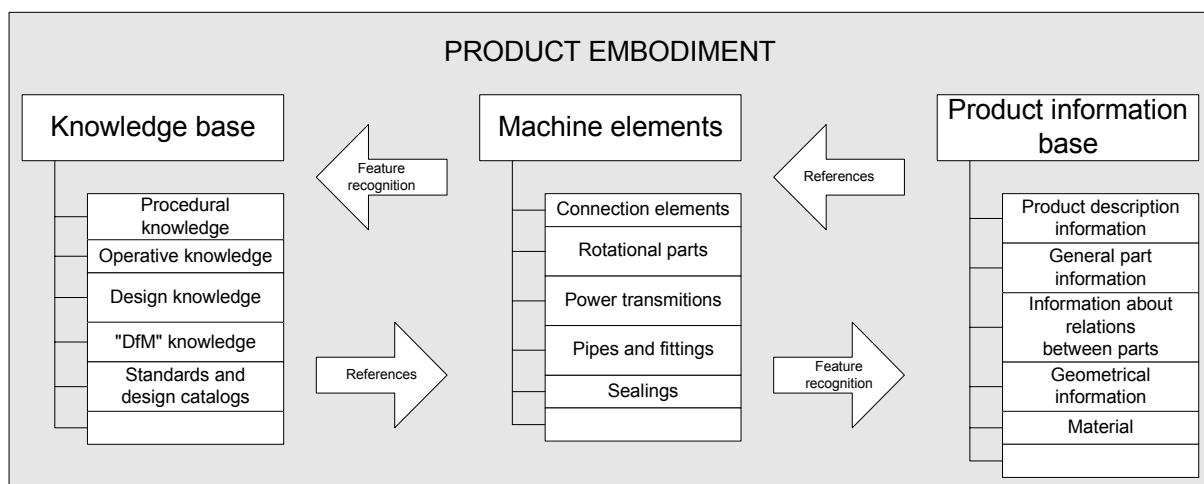 PRODUCT EMBODIMENT
Knowledge base
Procedural
knowledge
Operative knowledge
Design knowledge
"DfM" knowledge
Standards and
design catalogs
Feature
recognition
References
Machine elements
Connection elements
Rotational parts
Power transmitions
Pipes and fittings
Sealings
References
Feature
recognition
Product information
base
Product description
information
General part
information
Information about
relations
between parts
Geometrical
information
Material